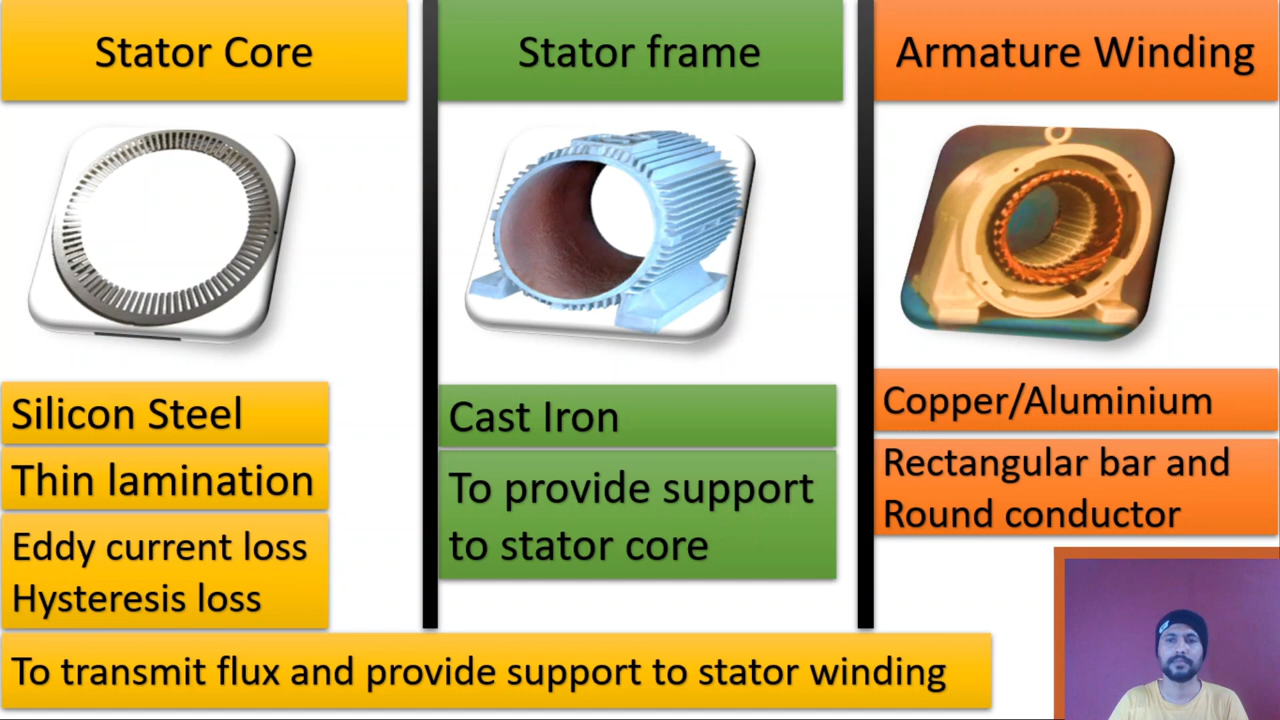 Stator Core
Silicon Steel
Thin lamination
Eddy current loss
Hysteresis loss
To transmit flux and provide support to stator winding
Stator frame
Cast Iron
To provide support
to stator core
Armature Winding
Copper/Aluminium
Rectangular bar and
Round conductor